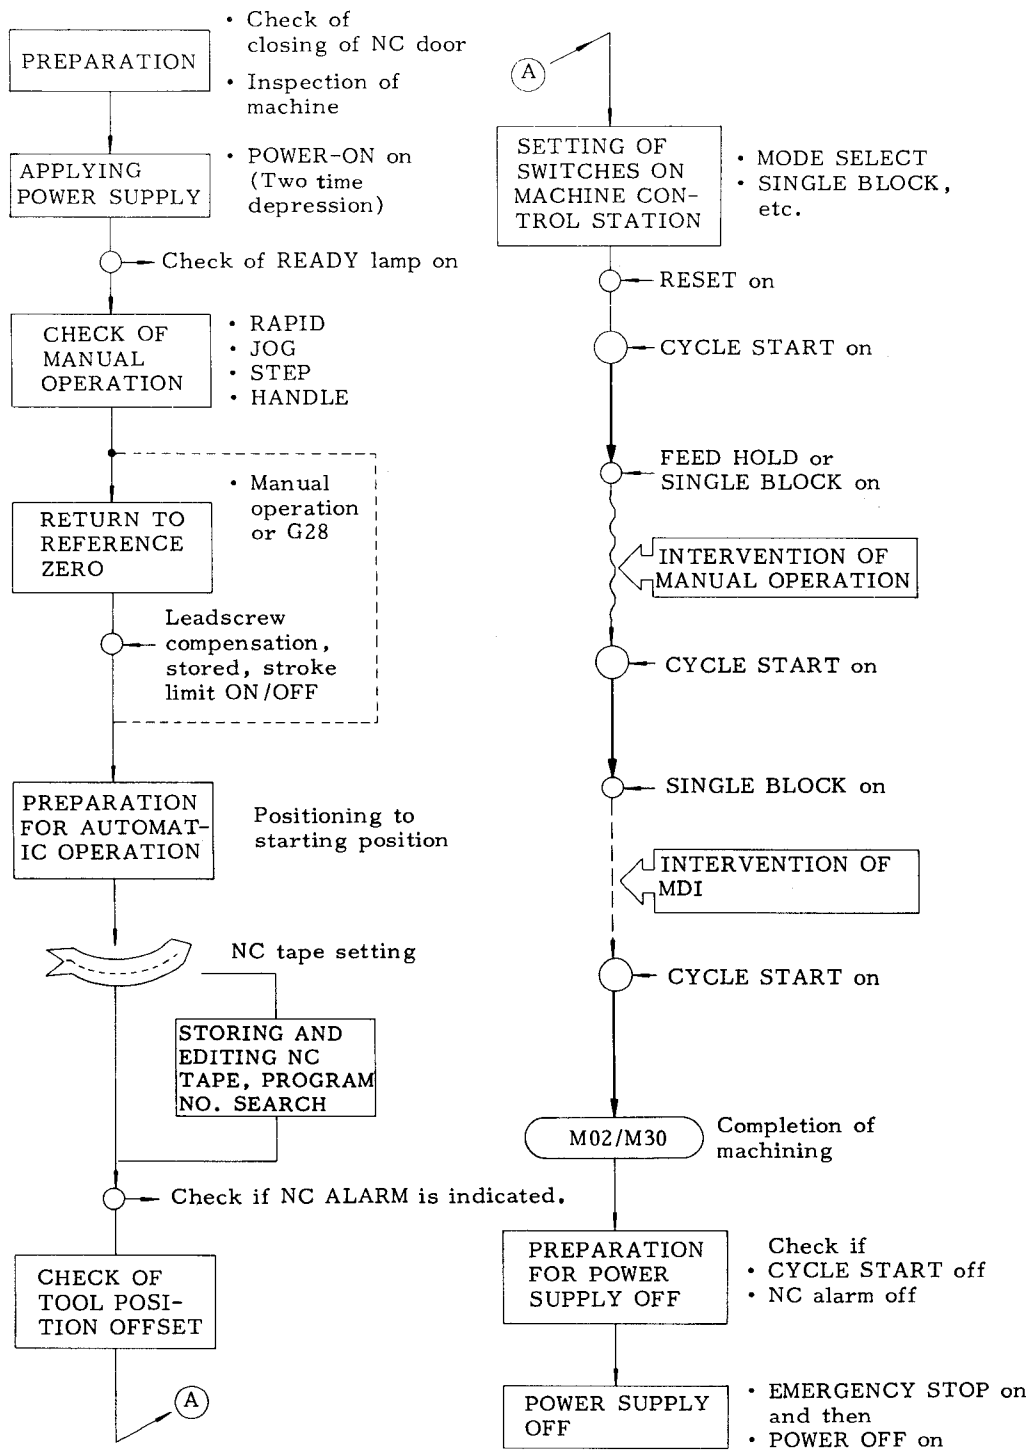 PREPARATION
• Check of
closing of NC door
• Inspection of
machine
APPLYING
POWER SUPPLY
• POWER-ON on
(Two time
depression)
Check of READY lamp on
CHECK OF
MANUAL
OPERATION
• RAPID
• JOG
• STEP
• HANDLE
• Manual
operation
or G28
RETURN TO
REFERENCE
ZERO
Leadscrew
compensation,
stored, stroke
limit ON/OFF
PREPARATION
FOR AUTOMAT-
IC OPERATION
Positioning to
starting position
NC tape setting
STORING AND
EDITING NC
TAPE, PROGRAM
NO. SEARCH
Check if NC ALARM is indicated.
CHECK OF
TOOL POSI-
TION OFFSET
A
A
SETTING OF
SWITCHES ON
MACHINE CON-
TROL STATION
• MODE SELECT
• SINGLE BLOCK,
etc.
RESET on
CYCLE START on
FEED HOLD or
SINGLE BLOCK on
INTERVENTION OF
MANUAL OPERATION
CYCLE START on
SINGLE BLOCK on
INTERVENTION OF
MDI
CYCLE START on
M02/M30
Completion of
machining
PREPARATION
FOR POWER
SUPPLY OFF
Check if
• CYCLE START off
• NC alarm off
POWER SUPPLY
OFF
• EMERGENCY STOP on
and then
• POWER OFF on